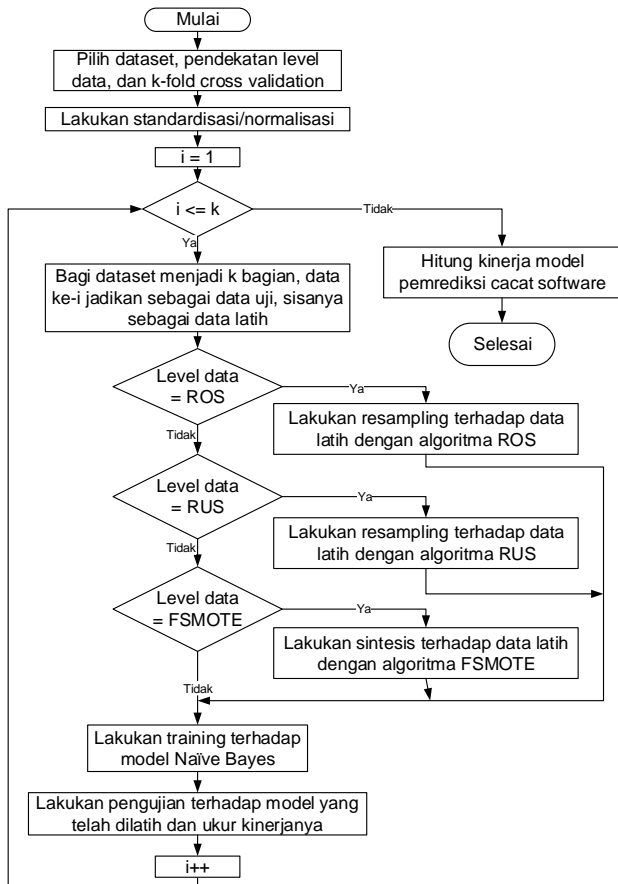 Mulai
Pilih dataset, pendekatan level
data, dan k-fold cross validation
Lakukan standardisasi/normalisasi
i = 1
i <= k
Tidak
Ya
Hitung kinerja model
pemrediksi cacat software
Selesai
Bagi dataset menjadi k bagian, data
ke-i jadikan sebagai data uji, sisanya
sebagai data latih
Level data
= ROS
Ya
Lakukan resampling terhadap data
latih dengan algoritma ROS
Tidak
Level data
= RUS
Ya
Lakukan resampling terhadap data
latih dengan algoritma RUS
Tidak
Level data
= FSMOTE
Ya
Lakukan sintesis terhadap data latih
dengan algoritma FSMOTE
Tidak
Lakukan training terhadap
model Naïve Bayes
Lakukan pengujian terhadap model yang
telah dilatih dan ukur kinerjanya
i++